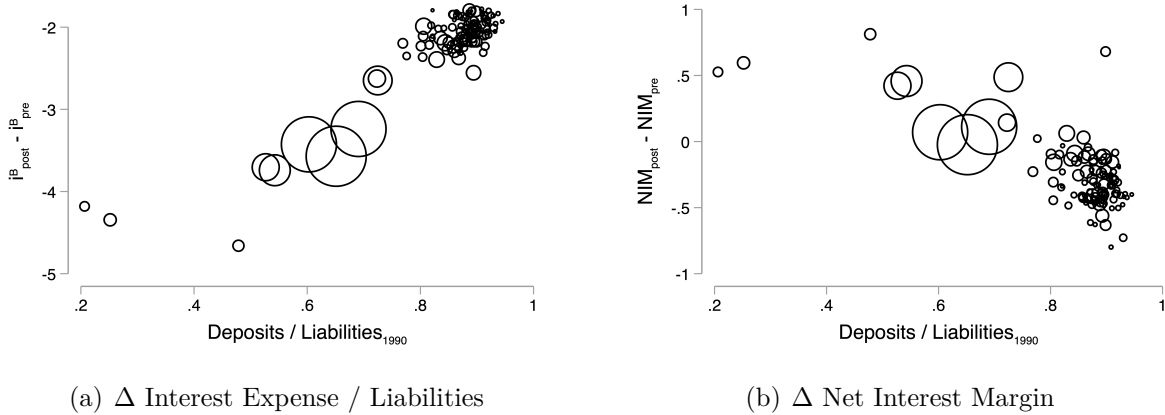 -2
-3
-4
-5
i^B_post - i^B_pre
.2 .4 .6 .8 1
Deposits / Liabilities_1990
(a) Δ Interest Expense / Liabilities
1
.5
0
-.5
-1
NIM_post - NIM_pre
.2 .4 .6 .8 1
Deposits / Liabilities_1990
(b) Δ Net Interest Margin